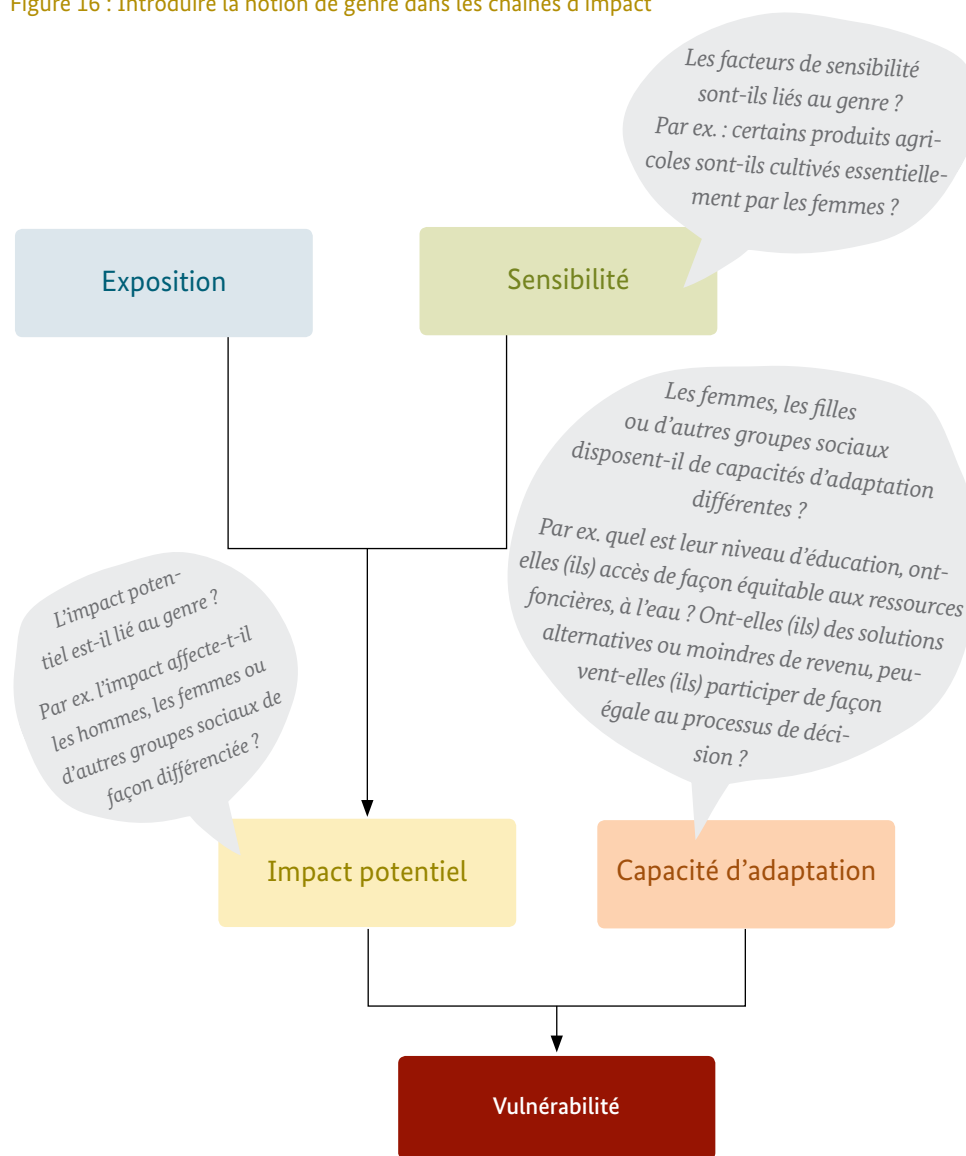 Figure 16 : Introduire la notion de genre dans les chaînes d'impact
Les facteurs de sensibilité
sont-ils liés au genre ?
Par ex. : certains produits agri-
coles sont-ils cultivés essentielle-
ment par les femmes ?
Exposition
Sensibilité
Les femmes, les filles
ou d'autres groupes sociaux
disposent-il de capacités d'adaptation
différentes ?
Par ex. quel est leur niveau d'éducation, ont-
elles (ils) accès de façon équitable aux ressources
foncières, à l'eau ? Ont-elles (ils) des solutions
alternatives ou moindres de revenu, peu-
vent-elles (ils) participer de façon
égale au processus de déci-
sion ?
L'impact poten-
tiel est-il lié au genre ?
Par ex. l'impact affecte-t-il
les hommes, les femmes ou
d'autres groupes sociaux de
façon différenciée ?
Impact potentiel
Capacité d'adaptation
Vulnérabilité